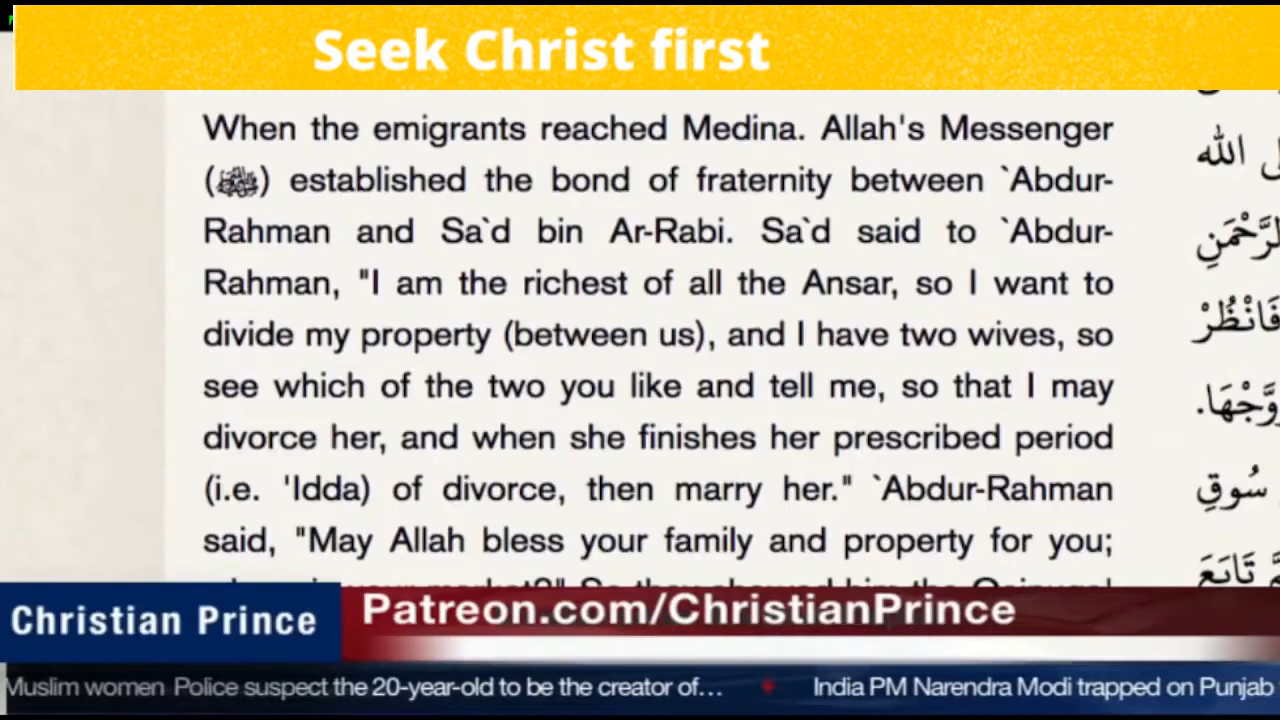 Seek Christ first
When the emigrants reached Medina. Allah's Messenger
(ﷺ) established the bond of fraternity between `Abdur-
Rahman and Sa`d bin Ar-Rabi. Sa`d said to `Abdur-
Rahman, "I am the richest of all the Ansar, so I want to
divide my property (between us), and I have two wives, so
see which of the two you like and tell me, so that I may
divorce her, and when she finishes her prescribed period
(i.e. 'Idda) of divorce, then marry her." `Abdur-Rahman
said, "May Allah bless your family and property for you;
الله
فَانْظُرْ
سُوقِ
تَابَعَ
Christian Prince
Patreon.com/ChristianPrince
Muslim women Police suspect the 20-year-old to be the creator of… India PM Narendra Modi trapped on Punjab